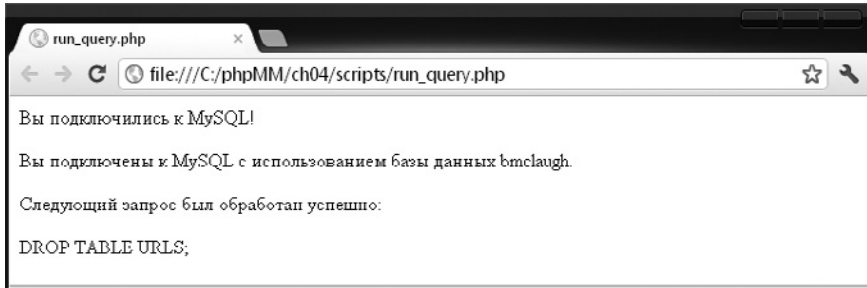 run_query.php
file:///C:/phpMM/ch04/scripts/run_query.php
Вы подключились к MySQL!
Вы подключены к MySQL с использованием базы данных bmclaugh.
Следующий запрос был обработан успешно:
DROP TABLE URLS;